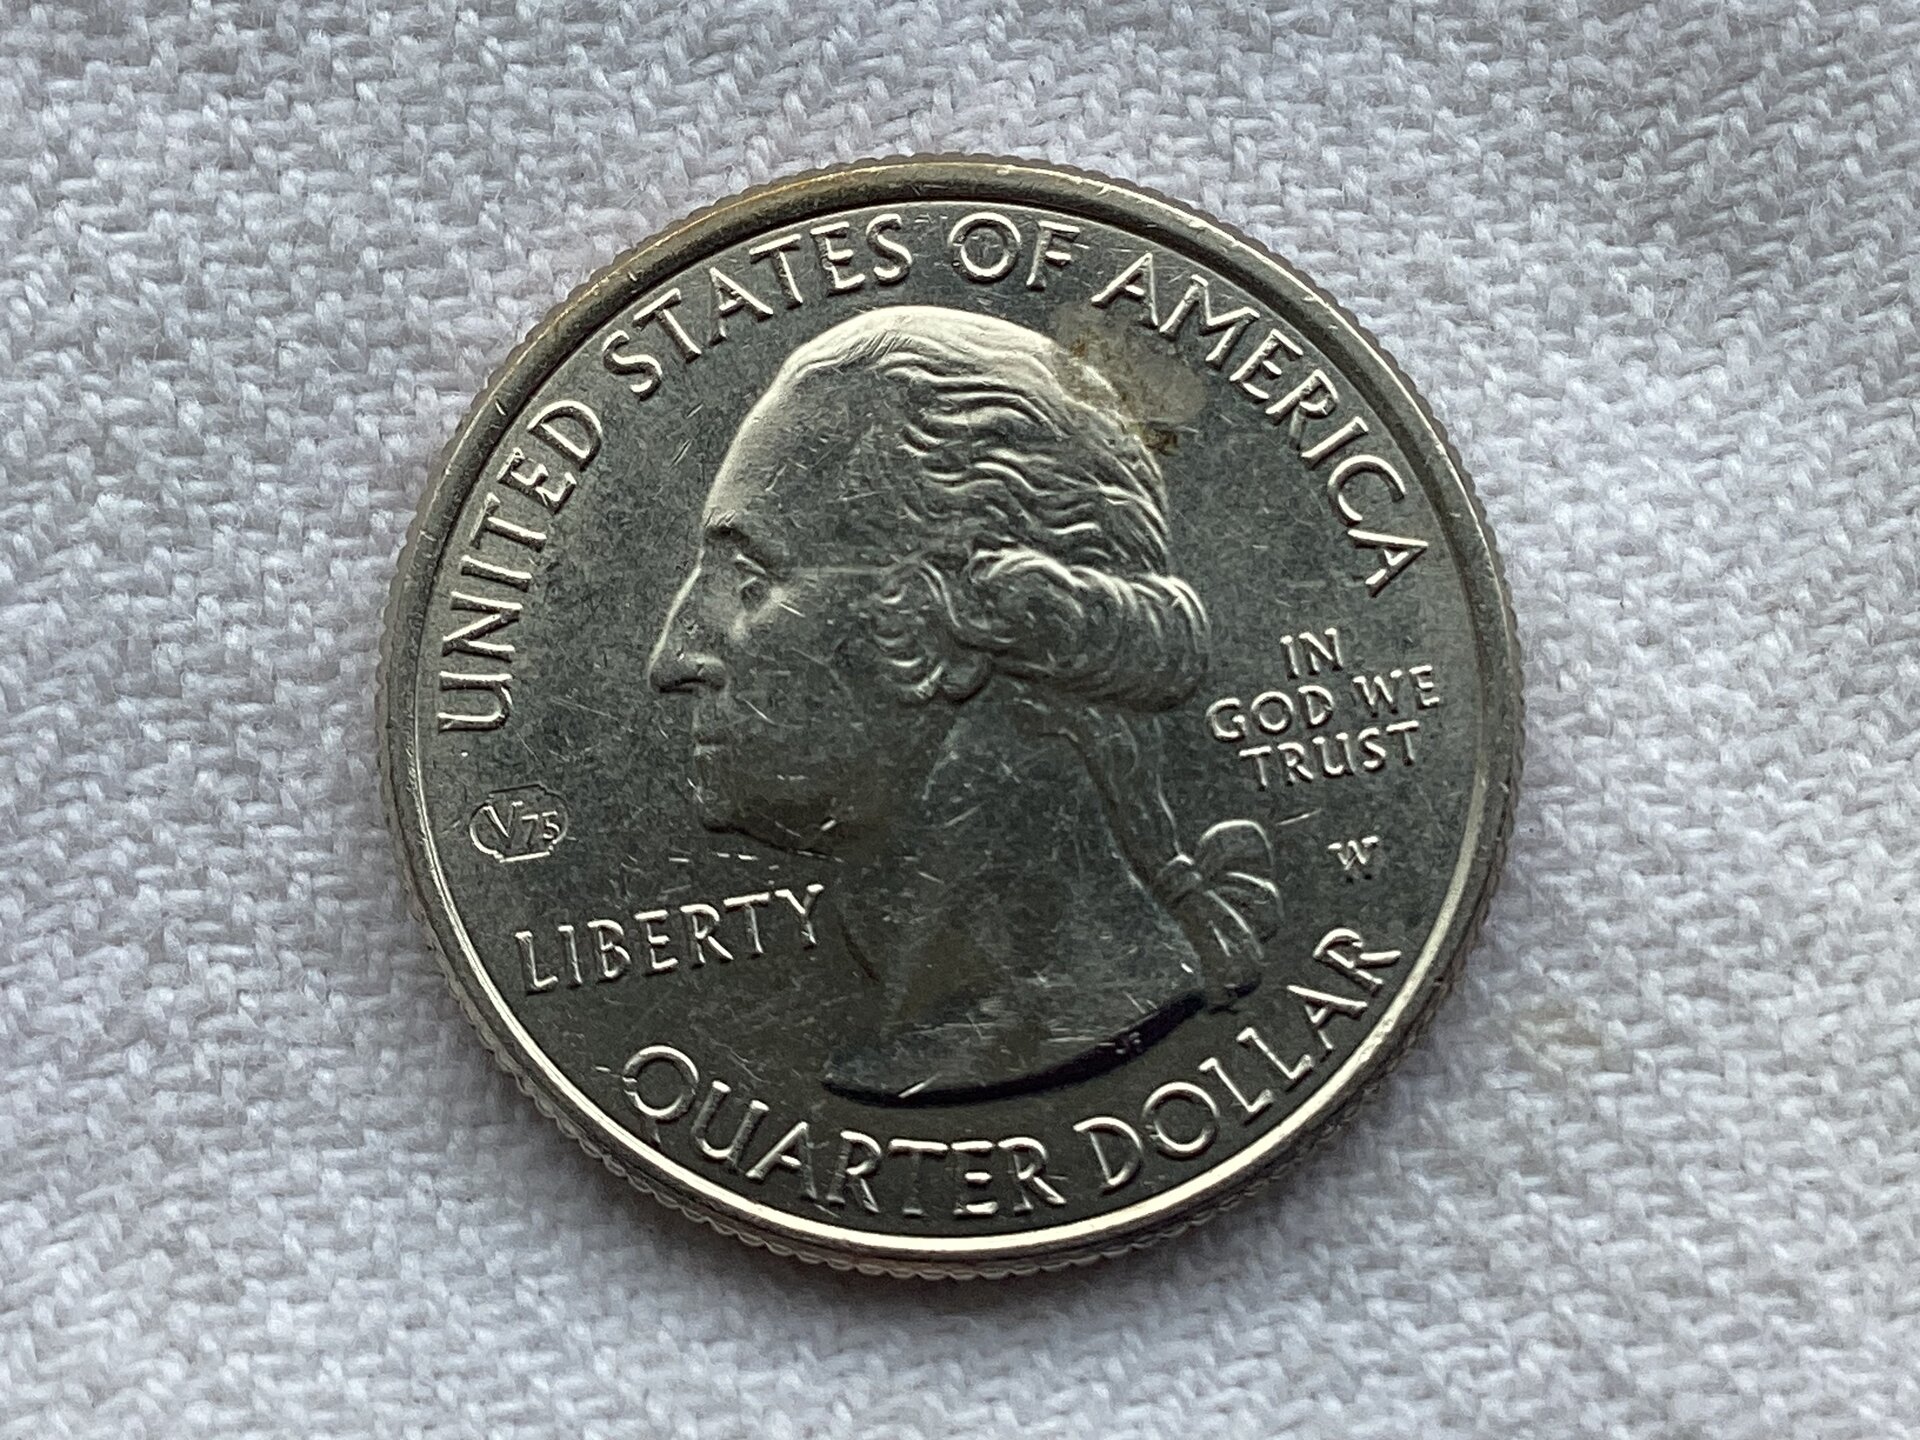 UNITED STATES OF AMERICA
IN
GOD WE
TRUST
V75
LIBERTY
W
QUARTER DOLLAR